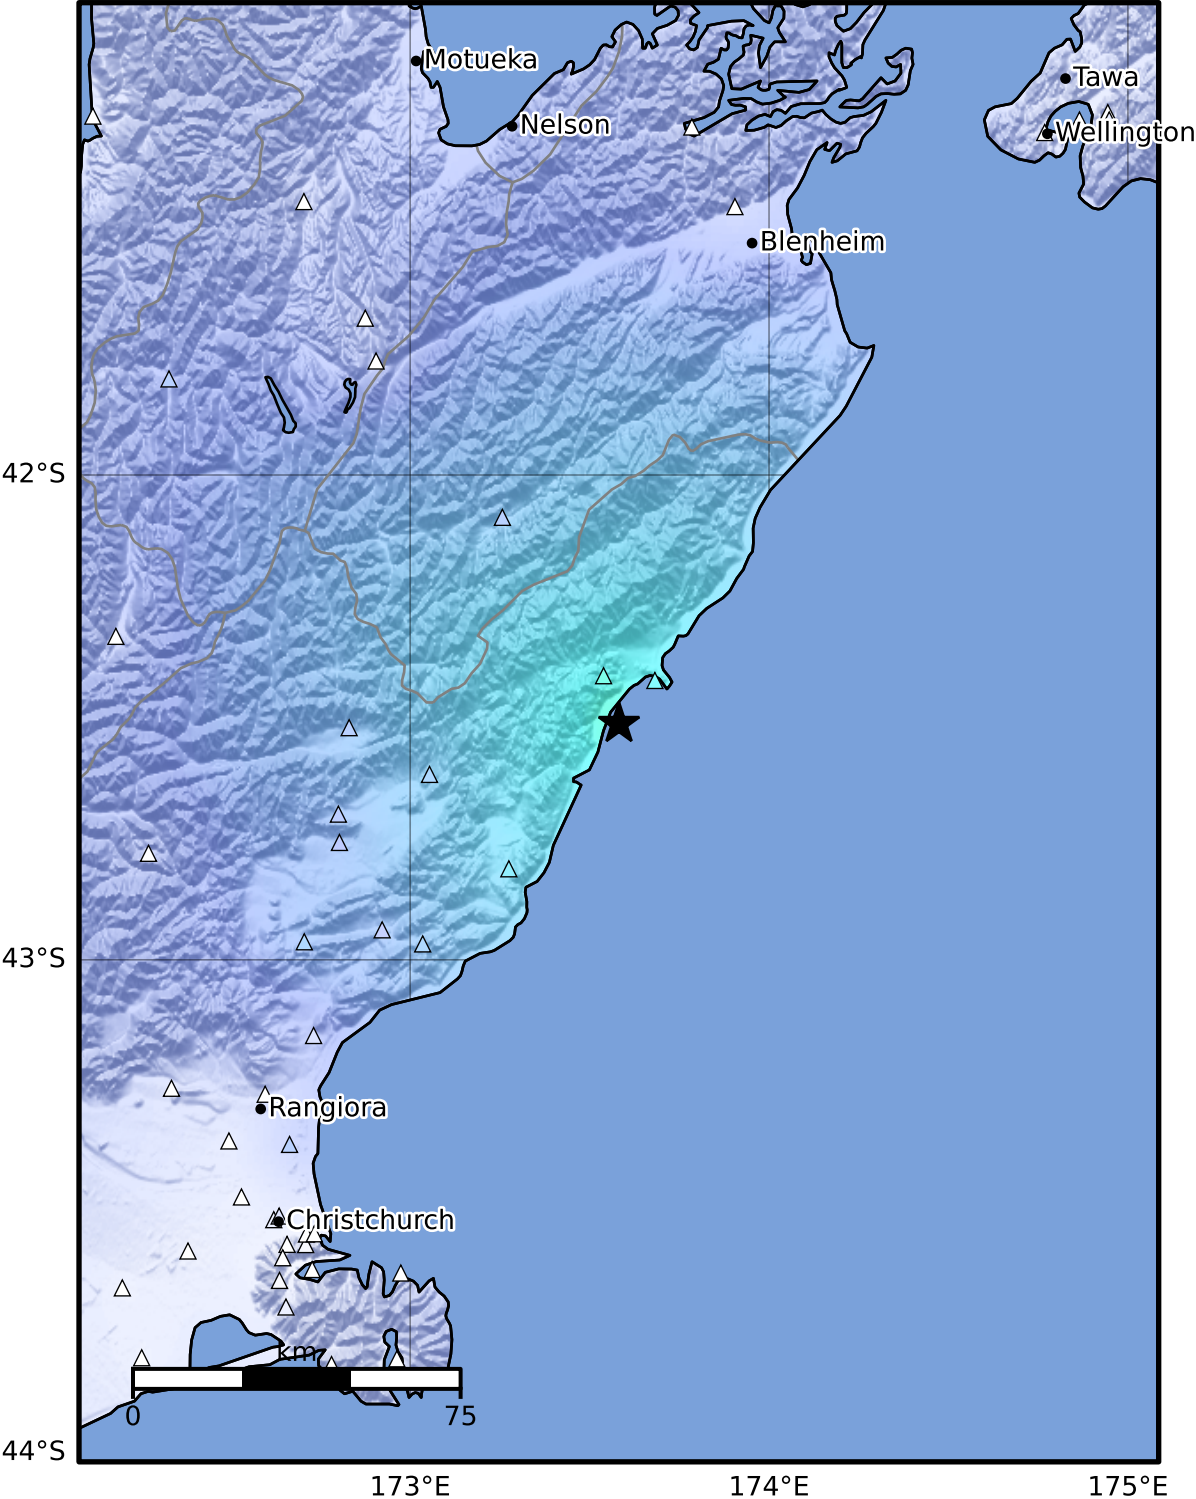 Motueka
Tawa
Nelson
Wellington
Blenheim
42°S
43°S
Rangiora
Christchurch
km
0 75
44°S
173°E 174°E 175°E